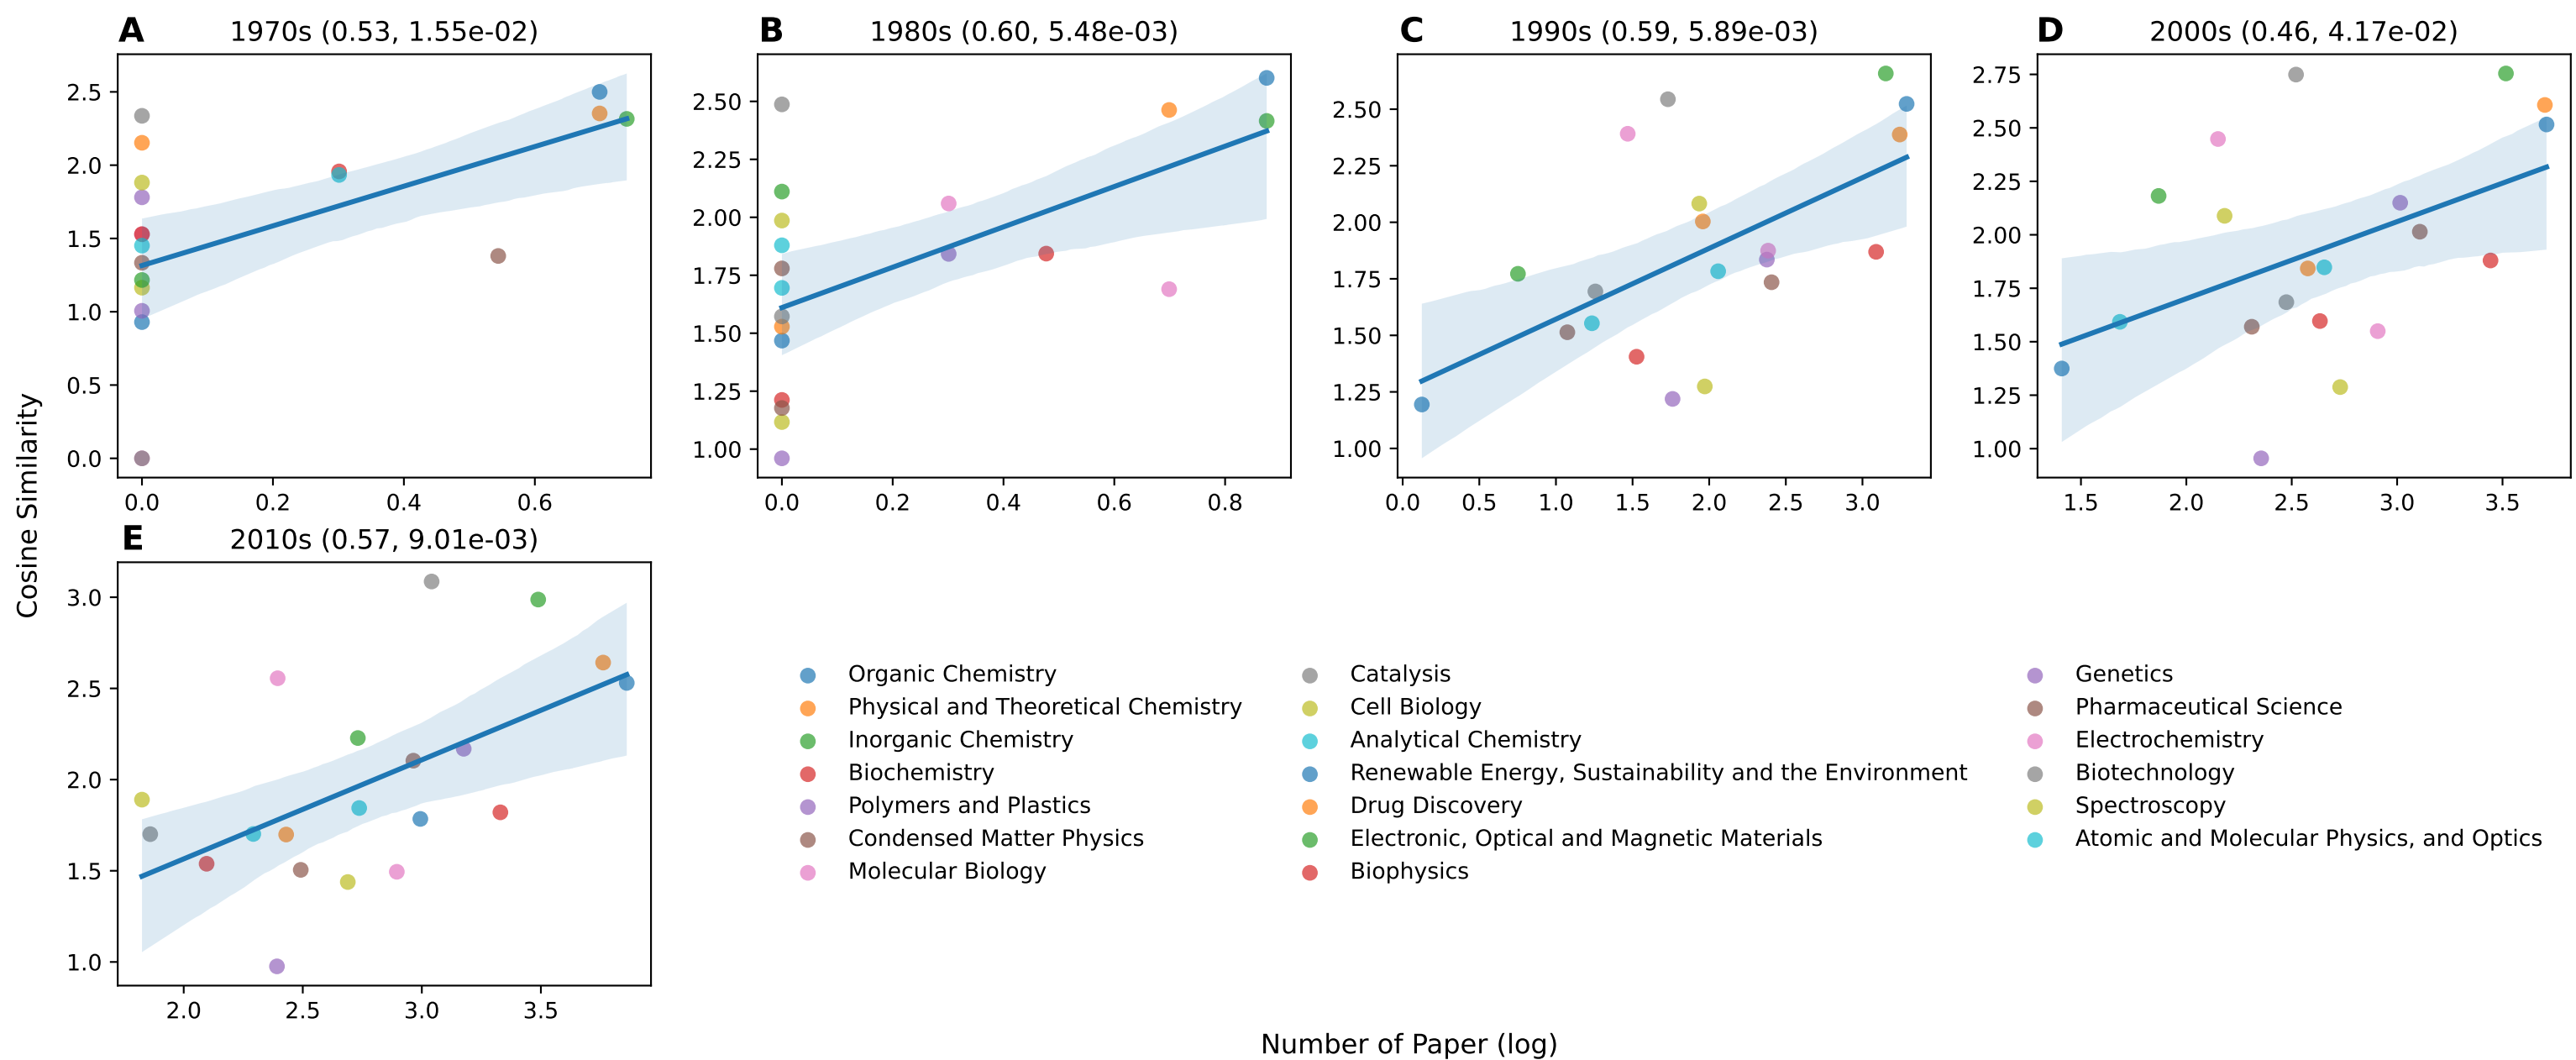 A 1970s (0.53, 1.55e-02)
B 1980s (0.60, 5.48e-03)
C 1990s (0.59, 5.89e-03)
D 2000s (0.46, 4.17e-02)
2.5
2.0
1.5
1.0
0.5
0.0
0.0 0.2 0.4 0.6
2.50
2.25
2.00
1.75
1.50
1.25
1.00
0.0 0.2 0.4 0.6 0.8
2.50
2.25
2.00
1.75
1.50
1.25
1.00
0.0 0.5 1.0 1.5 2.0 2.5 3.0
2.75
2.50
2.25
2.00
1.75
1.50
1.25
1.00
1.5 2.0 2.5 3.0 3.5
Cosine Similarity
E 2010s (0.57, 9.01e-03)
3.0
2.5
2.0
1.5
1.0
2.0 2.5 3.0 3.5
Organic Chemistry
Physical and Theoretical Chemistry
Inorganic Chemistry
Biochemistry
Polymers and Plastics
Condensed Matter Physics
Molecular Biology
Catalysis
Cell Biology
Analytical Chemistry
Renewable Energy, Sustainability and the Environment
Drug Discovery
Electronic, Optical and Magnetic Materials
Biophysics
Genetics
Pharmaceutical Science
Electrochemistry
Biotechnology
Spectroscopy
Atomic and Molecular Physics, and Optics
Number of Paper (log)